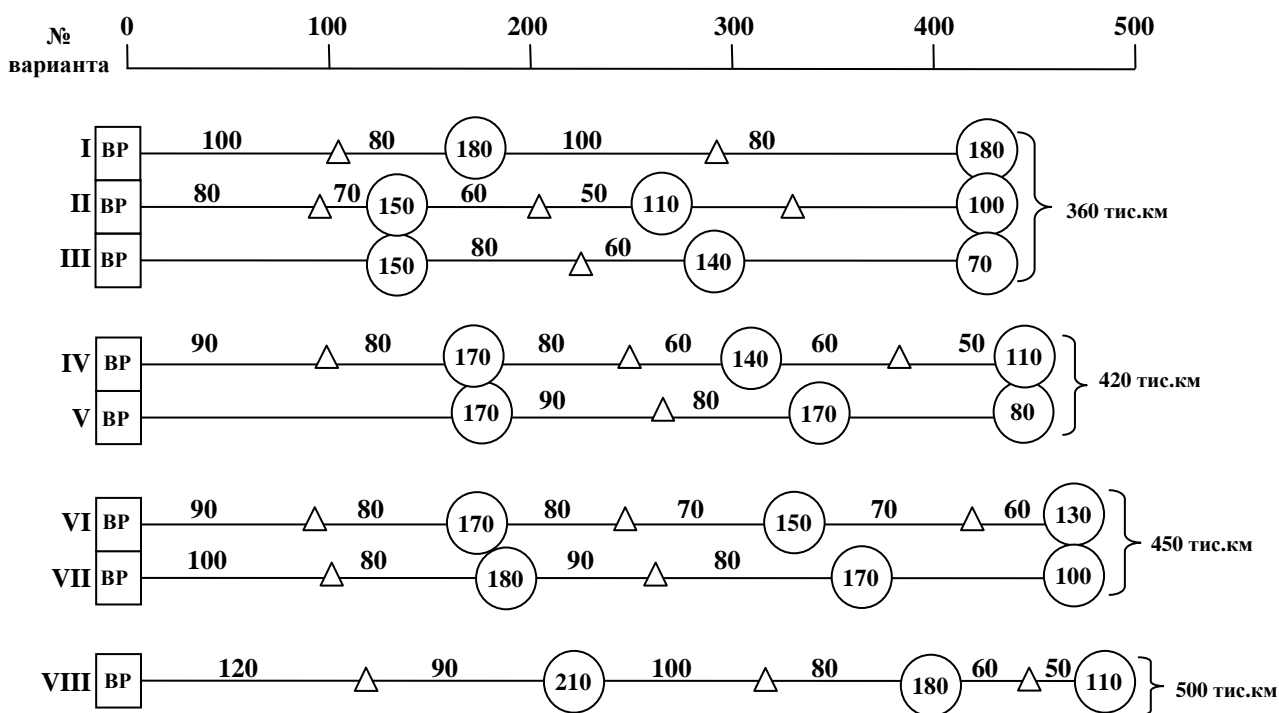 0 100 200 300 400 500
№
варианта
I ВР 100 80 180 100 80 180
II ВР 80 70 150 60 50 110 100
360 тис.км
III ВР 150 80 60 140 70
IV ВР 90 80 170 80 60 140 60 50 110
420 тис.км
V ВР 170 90 80 170 80
VI ВР 90 80 170 80 70 150 70 60 130
450 тис.км
VII ВР 100 80 180 90 80 170 100
VIII ВР 120 90 210 100 80 180 60 50 110
500 тис.км